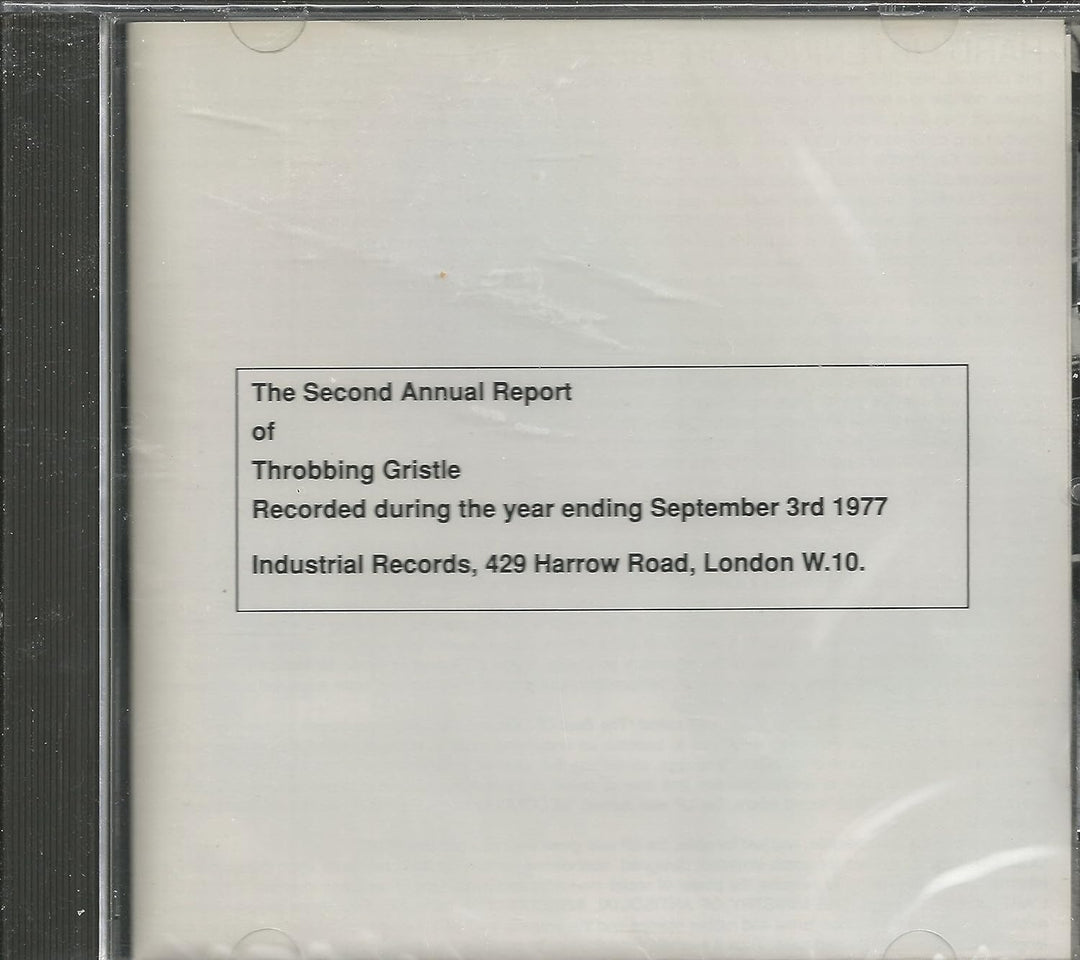 The Second Annual Report
of
Throbbing Gristle
Recorded during the year ending September 3rd 1977
Industrial Records, 429 Harrow Road, London W.10.